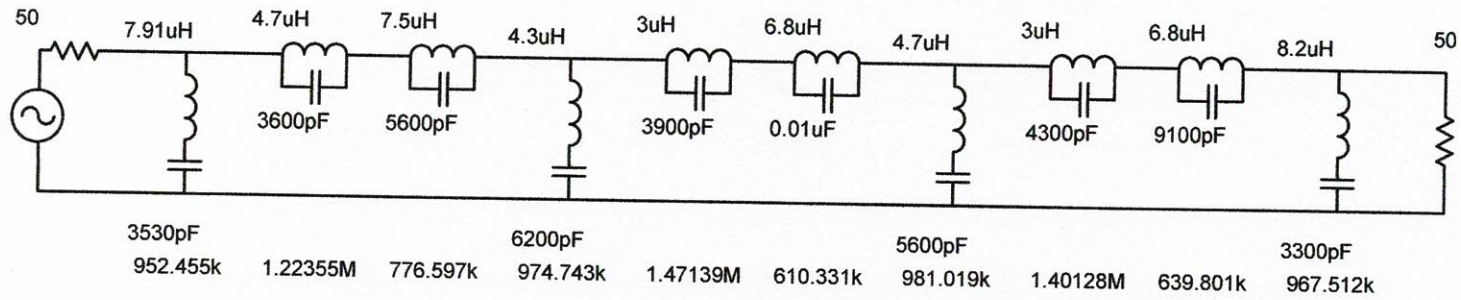 50 7.91uH 4.7uH 7.5uH 4.3uH 3uH 6.8uH 4.7uH 3uH 6.8uH 8.2uH 50
3600pF 5600pF 3900pF 0.01uF 4300pF 9100pF
3530pF 6200pF 5600pF 3300pF
952.455k 1.22355M 776.597k 974.743k 1.47139M 610.331k 981.019k 1.40128M 639.801k 967.512k